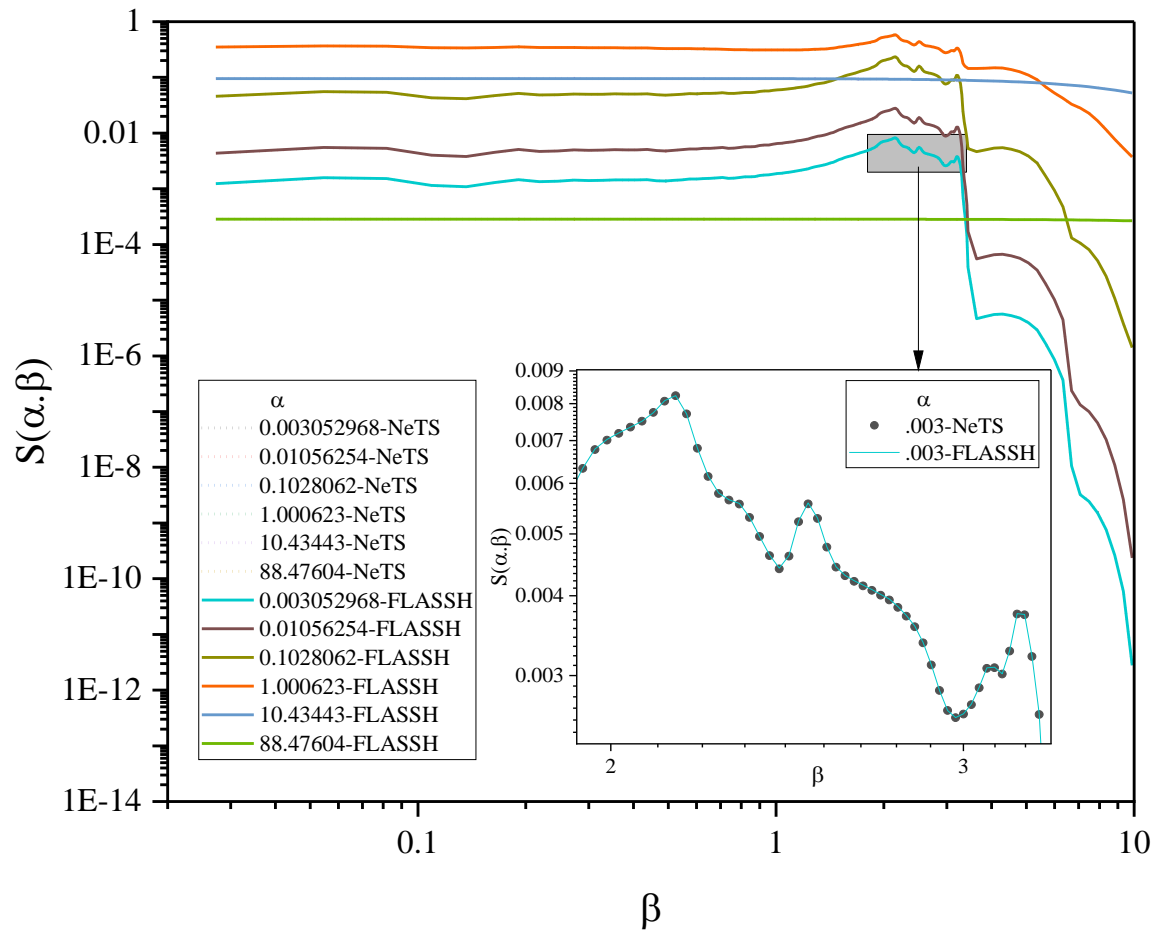 1
0.01
1E-4
1E-6
1E-8
1E-10
1E-12
1E-14
S(α.β)
0.1
1
10
β
α
0.003052968-NeTS
0.01056254-NeTS
0.1028062-NeTS
1.000623-NeTS
10.43443-NeTS
88.47604-NeTS
0.003052968-FLASSH
0.01056254-FLASSH
0.1028062-FLASSH
1.000623-FLASSH
10.43443-FLASSH
88.47604-FLASSH
0.009
0.008
0.007
0.006
0.005
0.004
0.003
S(α.β)
2
3
β
α
.003-NeTS
.003-FLASSH